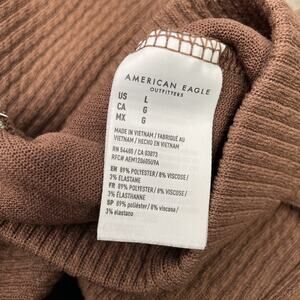 AMERICAN EAGLE
OUTFITTERS
US L
CA G
MX G
MADE IN VIETNAM / FABRIQUÉ AU
VIETNAM / HECHO EN VIETNAM
RN 54485 / CA 03873
RFC# AEM1206050U9A
EN 89% POLYESTER / 8% VISCOSE /
3% ELASTANE
FR 89% POLYESTER / 8% VISCOSE /
3% ÉLASTHANNE
SP 89% poliéster / 8% viscosa /
3% elastano